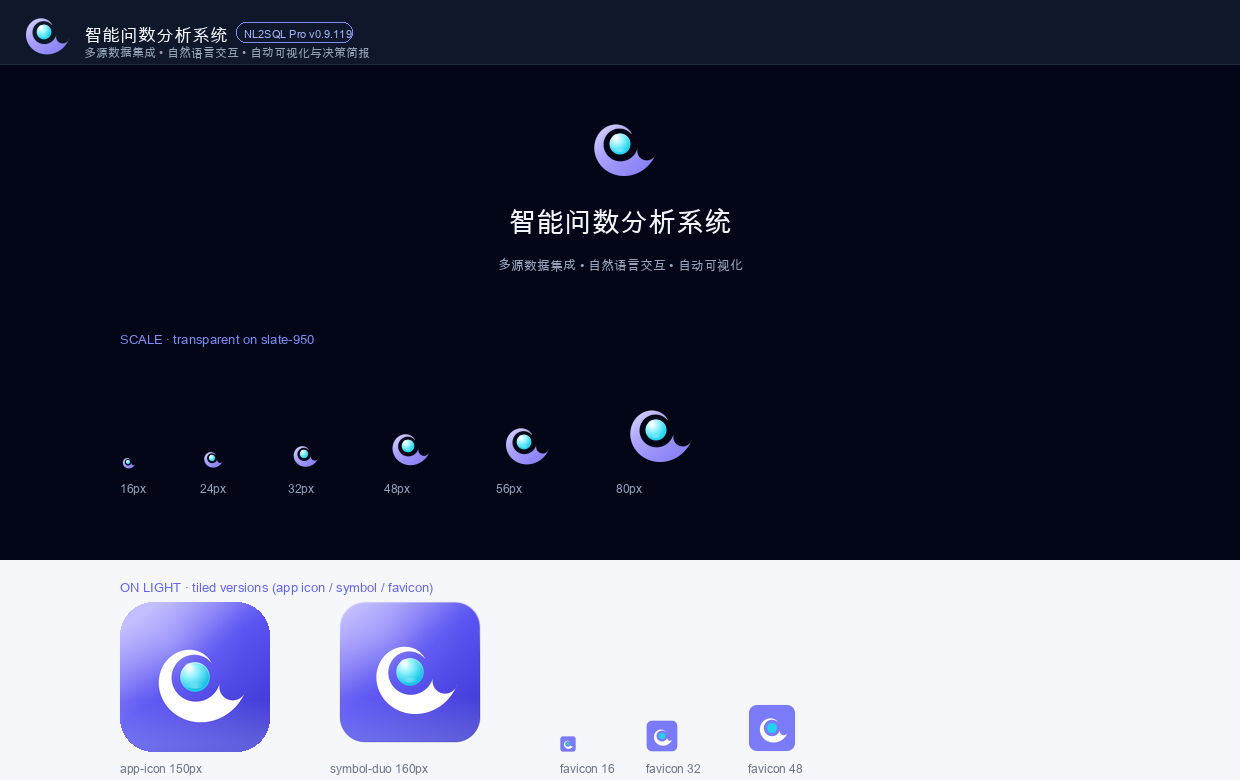 智能问数分析系统 NL2SQL Pro v0.9.119
多源数据集成 • 自然语言交互 • 自动可视化与决策简报
智能问数分析系统
多源数据集成 • 自然语言交互 • 自动可视化
SCALE · transparent on slate-950
16px 24px 32px 48px 56px 80px
ON LIGHT · tiled versions (app icon / symbol / favicon)
app-icon 150px symbol-duo 160px favicon 16 favicon 32 favicon 48